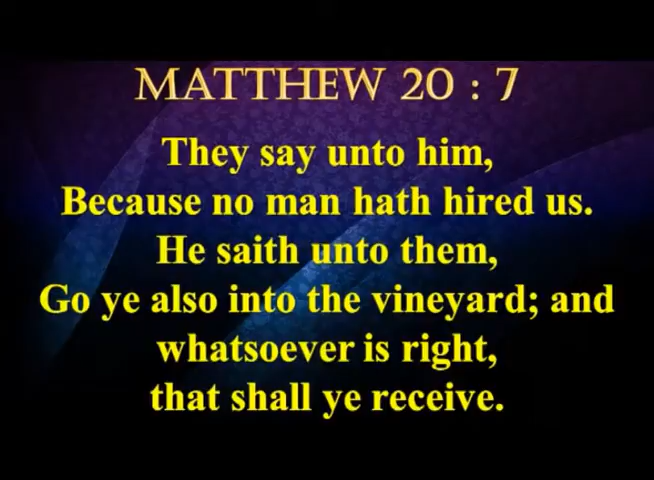 MATTHEW 20 : 7
They say unto him,
Because no man hath hired us.
He saith unto them,
Go ye also into the vineyard; and
whatsoever is right,
that shall ye receive.